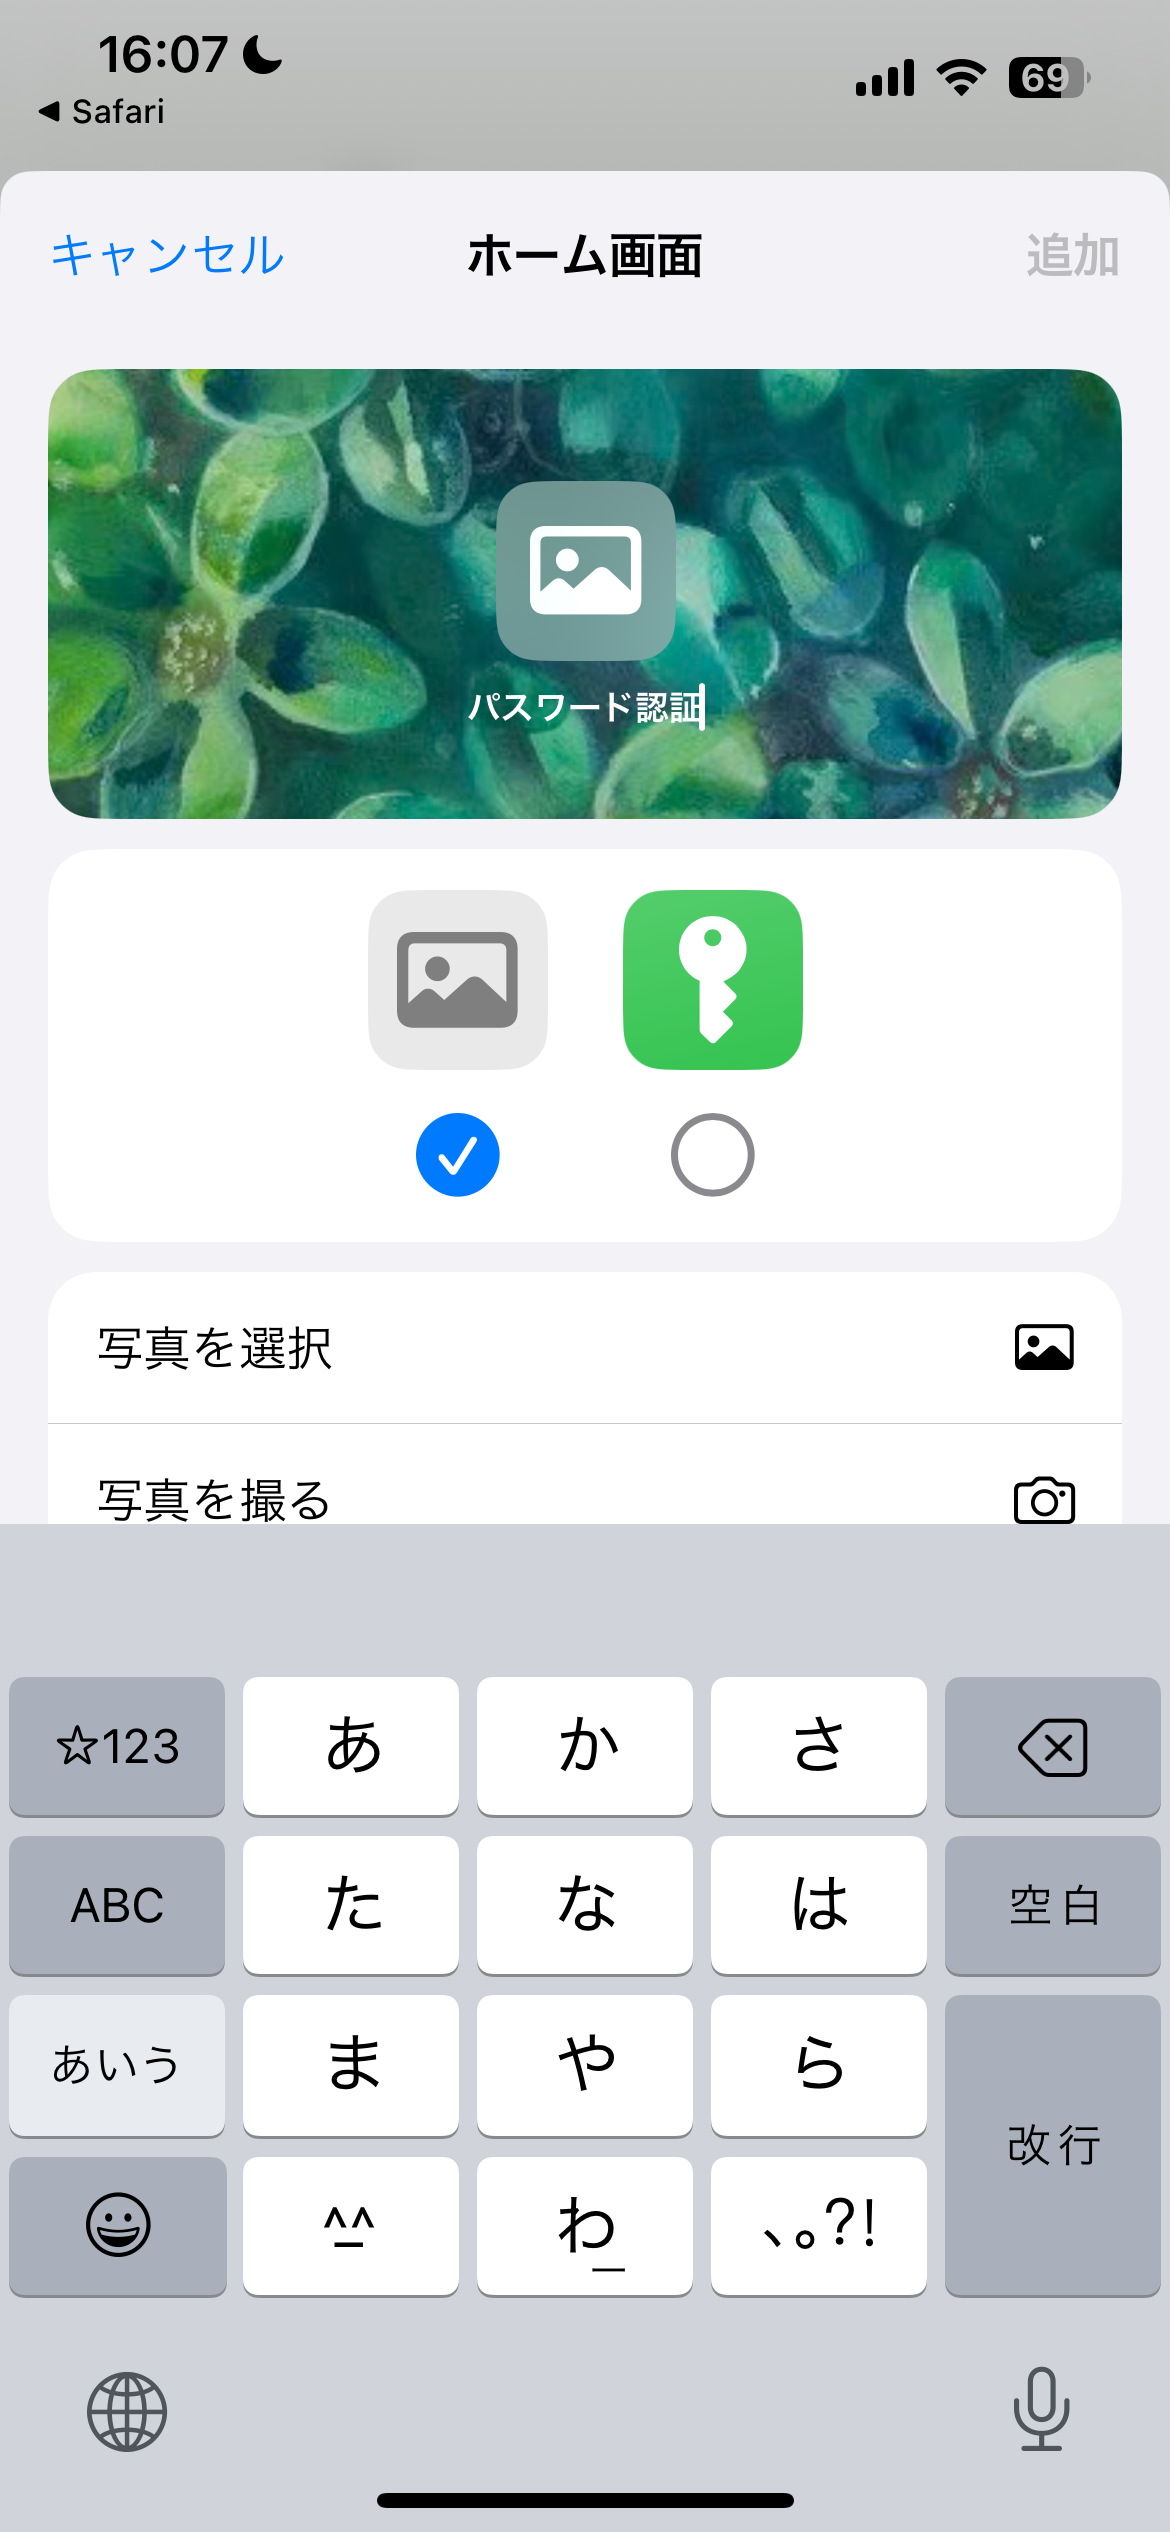 16:07
69
Safari
キャンセル
ホーム画面
追加
パスワード認証
写真を選択
写真を撮る
☆123
あ
か
さ
ABC
た
な
は
空白
あいう
ま
や
ら
改行
^_^
わ_
、。?!